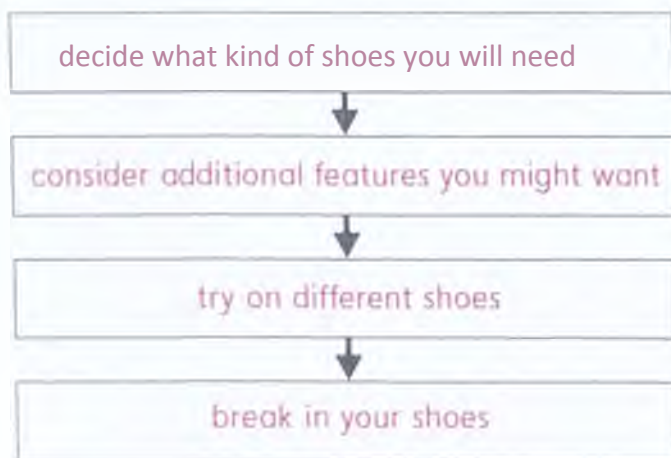 decide what kind of shoes you will need
consider additional features you might want
try on different shoes
break in your shoes